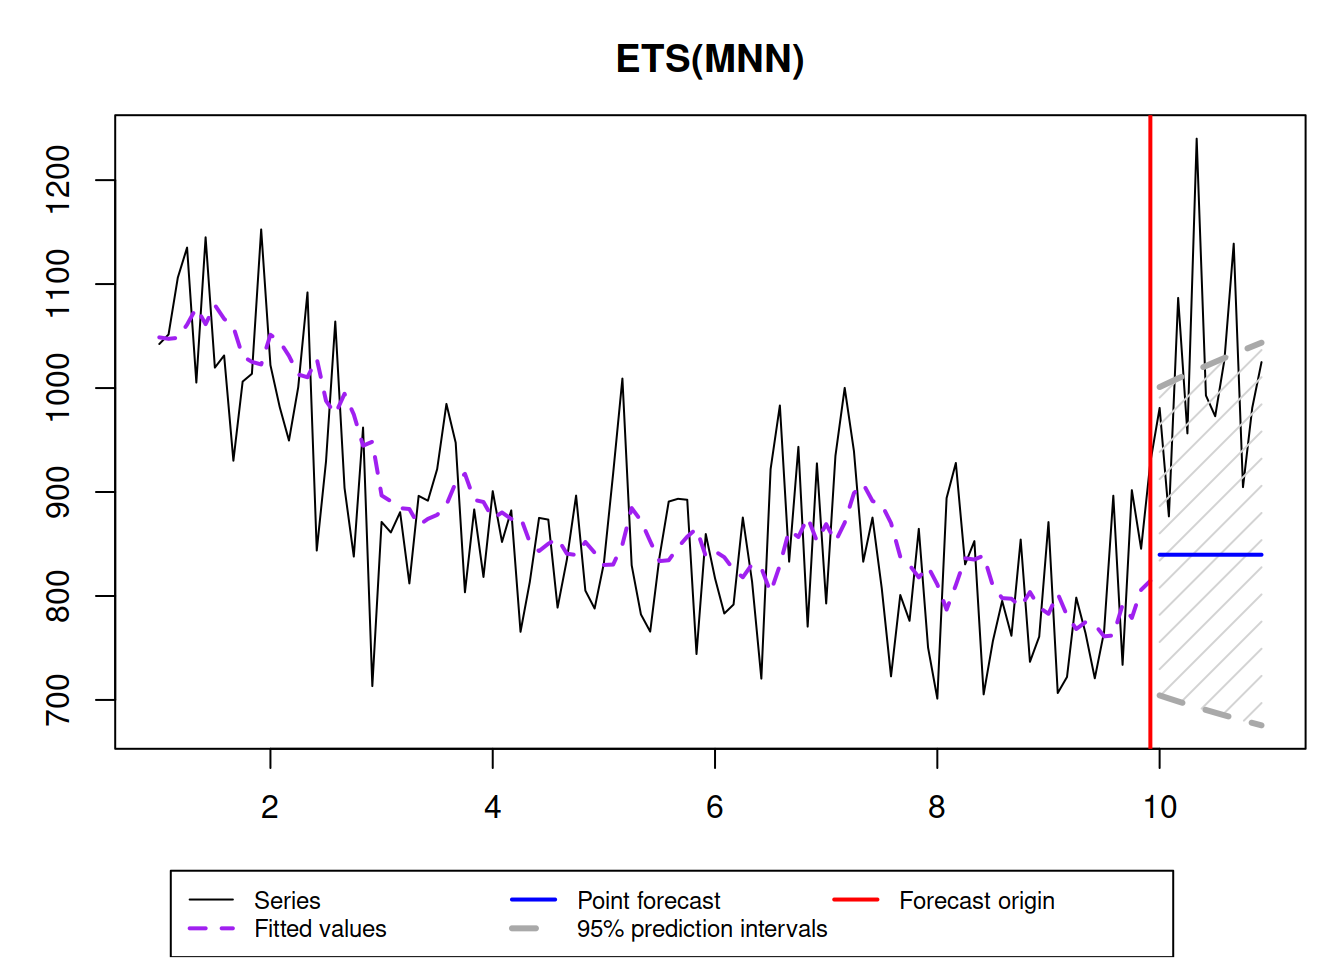 ETS(MNN)
1200
1100
1000
900
800
700
2 4 6 8 10
Series Point forecast Forecast origin
Fitted values 95% prediction intervals